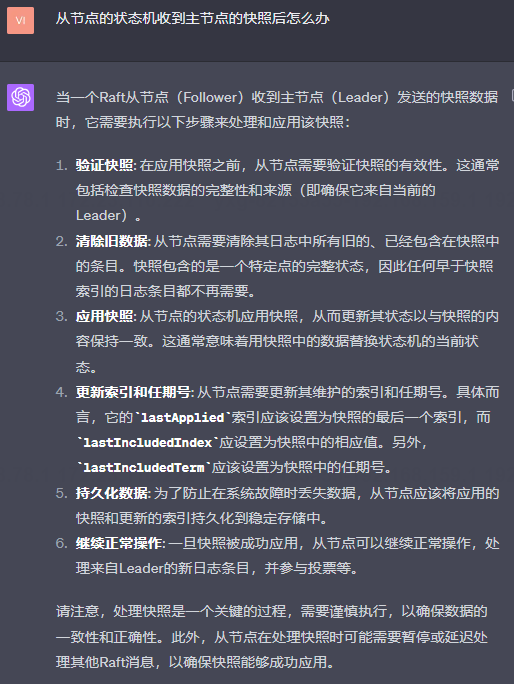 VI
从节点的状态机收到主节点的快照后怎么办
当一个Raft从节点（Follower）收到主节点（Leader）发送的快照数据
时，它需要执行以下步骤来处理和应用该快照：
1. 验证快照: 在应用快照之前，从节点需要验证快照的有效性。这通常
包括检查快照数据的完整性和来源（即确保它来自当前的
Leader）。
2. 清除旧数据: 从节点需要清除其日志中所有旧的、已经包含在快照中
的条目。快照包含的是一个特定点的完整状态，因此任何早于快照
索引的日志条目都不再需要。
3. 应用快照: 从节点的状态机应用快照，从而更新其状态以与快照的内
容保持一致。这通常意味着用快照中的数据替换状态机的当前状
态。
4. 更新索引和任期号: 从节点需要更新其维护的索引和任期号。具体而
言，它的`lastApplied`索引应该设置为快照的最后一个索引，而
`lastIncludedIndex`应设置为快照中的相应值。另外，
`lastIncludedTerm`应该设置为快照中的任期号。
5. 持久化数据: 为了防止在系统故障时丢失数据，从节点应该将应用的
快照和更新的索引持久化到稳定存储中。
6. 继续正常操作: 一旦快照被成功应用，从节点可以继续正常操作，处
理来自Leader的新日志条目，并参与投票等。
请注意，处理快照是一个关键的过程，需要谨慎执行，以确保数据的
一致性和正确性。此外，从节点在处理快照时可能需要暂停或延迟处
理其他Raft消息，以确保快照能够成功应用。